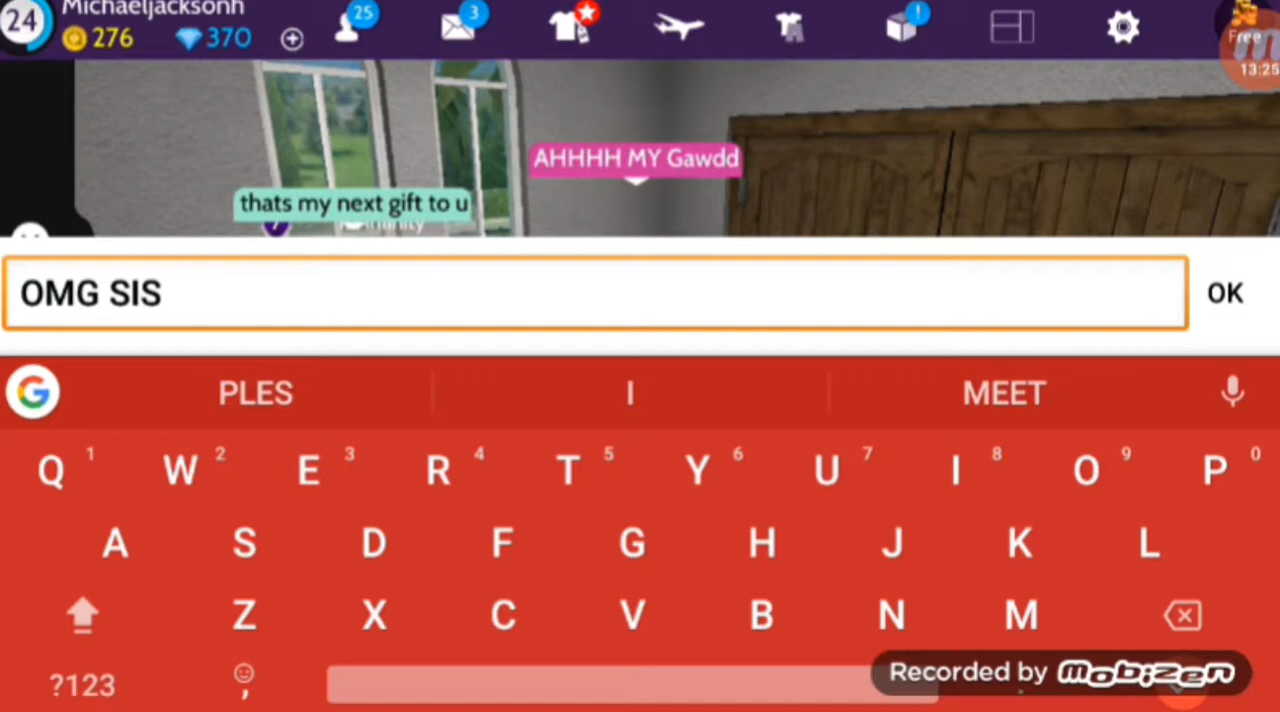 Michaeljacksonh
24
276
370
25
3
!
Free
13:25
AHHHH MY Gawdd
thats my next gift to u
OMG SIS
OK
G
PLES
I
MEET
Q 1 W 2 E 3 R 4 T 5 Y 6 U 7 I 8 O 9 P 0
A S D F G H J K L
Z X C V B N M
?123
,
Recorded by Mobizen